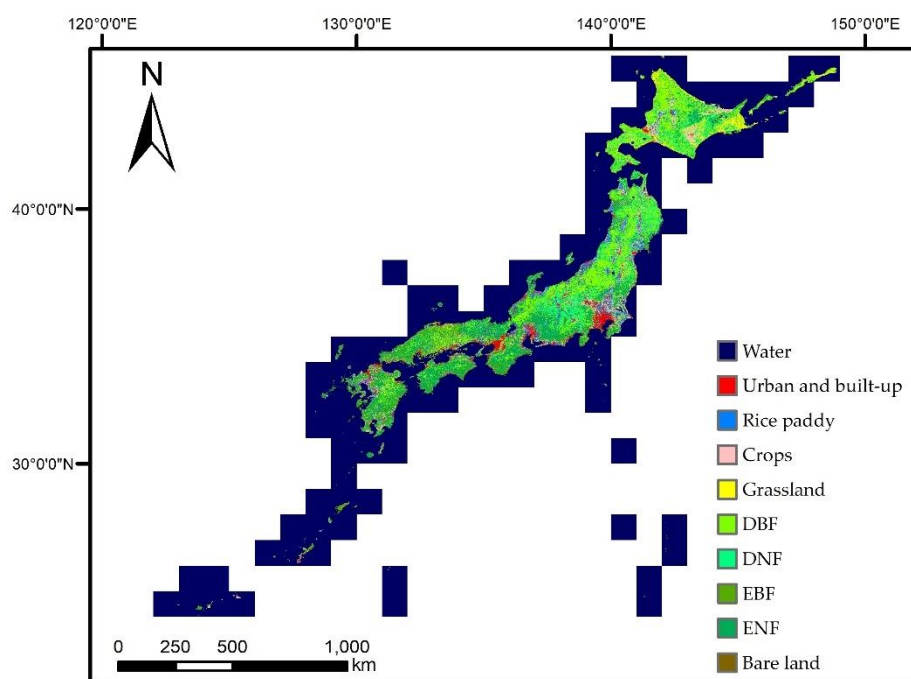 120°0'0"E 130°0'0"E 140°0'0"E 150°0'0"E
N
40°0'0"N
30°0'0"N
Water
Urban and built-up
Rice paddy
Crops
Grassland
DBF
DNF
EBF
ENF
Bare land
0 250 500 1,000
km